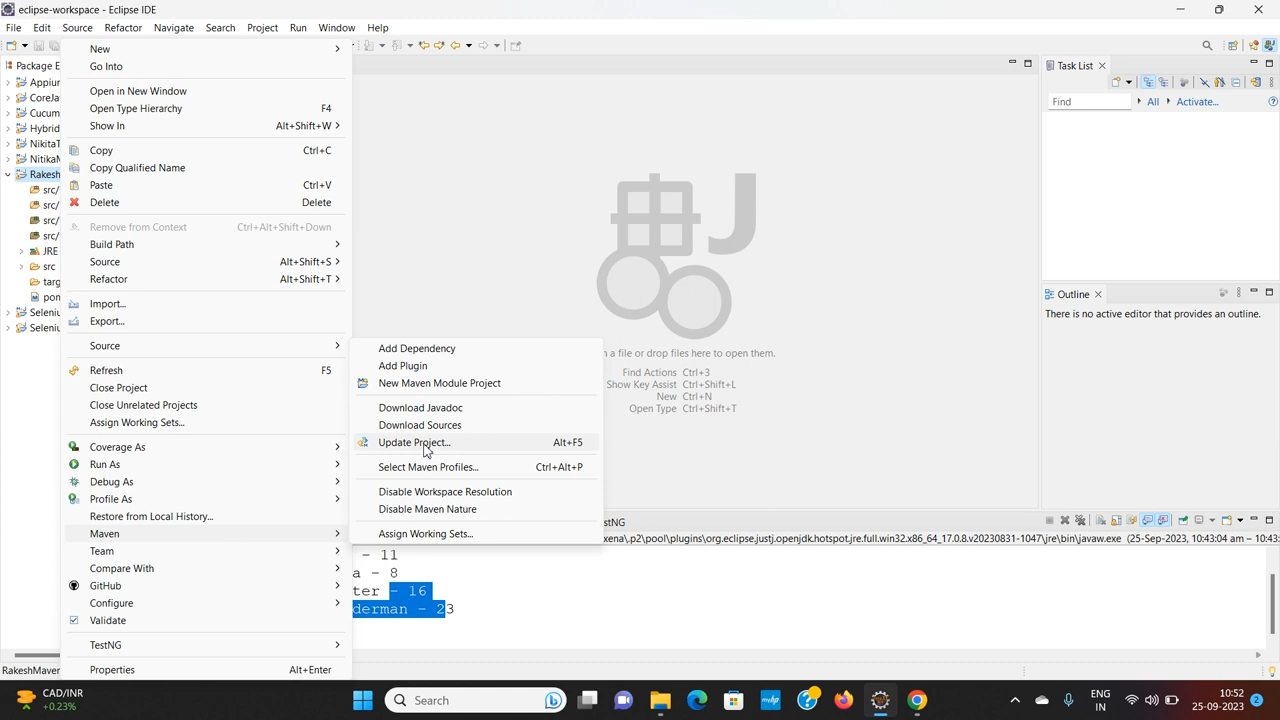 eclipse-workspace - Eclipse IDE
File Edit Source Refactor Navigate Search Project Run Window Help
Package E
Appiu
CoreJa
Cucum
Hybrid
NikitaT
NitikaM
Rakesh
src/
src/
src/
src/
JRE
src
targ
pon
Seleniu
Seleniu
New
Go Into
Open in New Window
Open Type Hierarchy F4
Show In Alt+Shift+W
Copy Ctrl+C
Copy Qualified Name
Paste Ctrl+V
Delete Delete
Remove from Context Ctrl+Alt+Shift+Down
Build Path
Source Alt+Shift+S
Refactor Alt+Shift+T
Import...
Export...
Source
Refresh F5
Close Project
Close Unrelated Projects
Assign Working Sets...
Coverage As
Run As
Debug As
Profile As
Restore from Local History...
Maven
Team
Compare With
GitHub
Configure
Validate
TestNG
Properties Alt+Enter
Add Dependency
Add Plugin
New Maven Module Project
Download Javadoc
Download Sources
Update Project... Alt+F5
Select Maven Profiles... Ctrl+Alt+P
Disable Workspace Resolution
Disable Maven Nature
Assign Working Sets...
n a file or drop files here to open them.
Find Actions Ctrl+3
Show Key Assist Ctrl+Shift+L
New Ctrl+N
Open Type Ctrl+Shift+T
Task List
Find All Activate...
Outline
There is no active editor that provides an outline.
stNG
xena\.p2\pool\plugins\org.eclipse.justj.openjdk.hotspot.jre.full.win32.x86_64_17.0.8.v20230831-1047\jre\bin\javaw.exe (25-Sep-2023, 10:43:04 am – 10:43:
- 11
a - 8
ter - 16
derman - 23
RakeshMaven
CAD/INR
+0.23%
Search
ENG
IN
10:52
25-09-2023
2